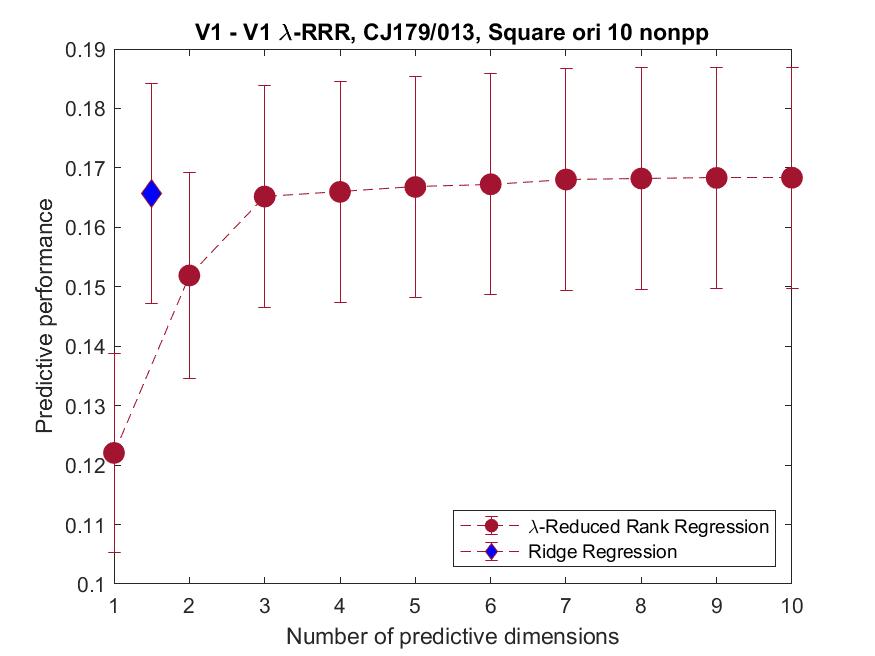 V1 - V1 λ-RRR, CJ179/013, Square ori 10 nonpp
0.19
0.18
0.17
0.16
0.15
0.14
0.13
0.12
0.11
0.1
Predictive performance
1 2 3 4 5 6 7 8 9 10
Number of predictive dimensions
λ-Reduced Rank Regression
Ridge Regression